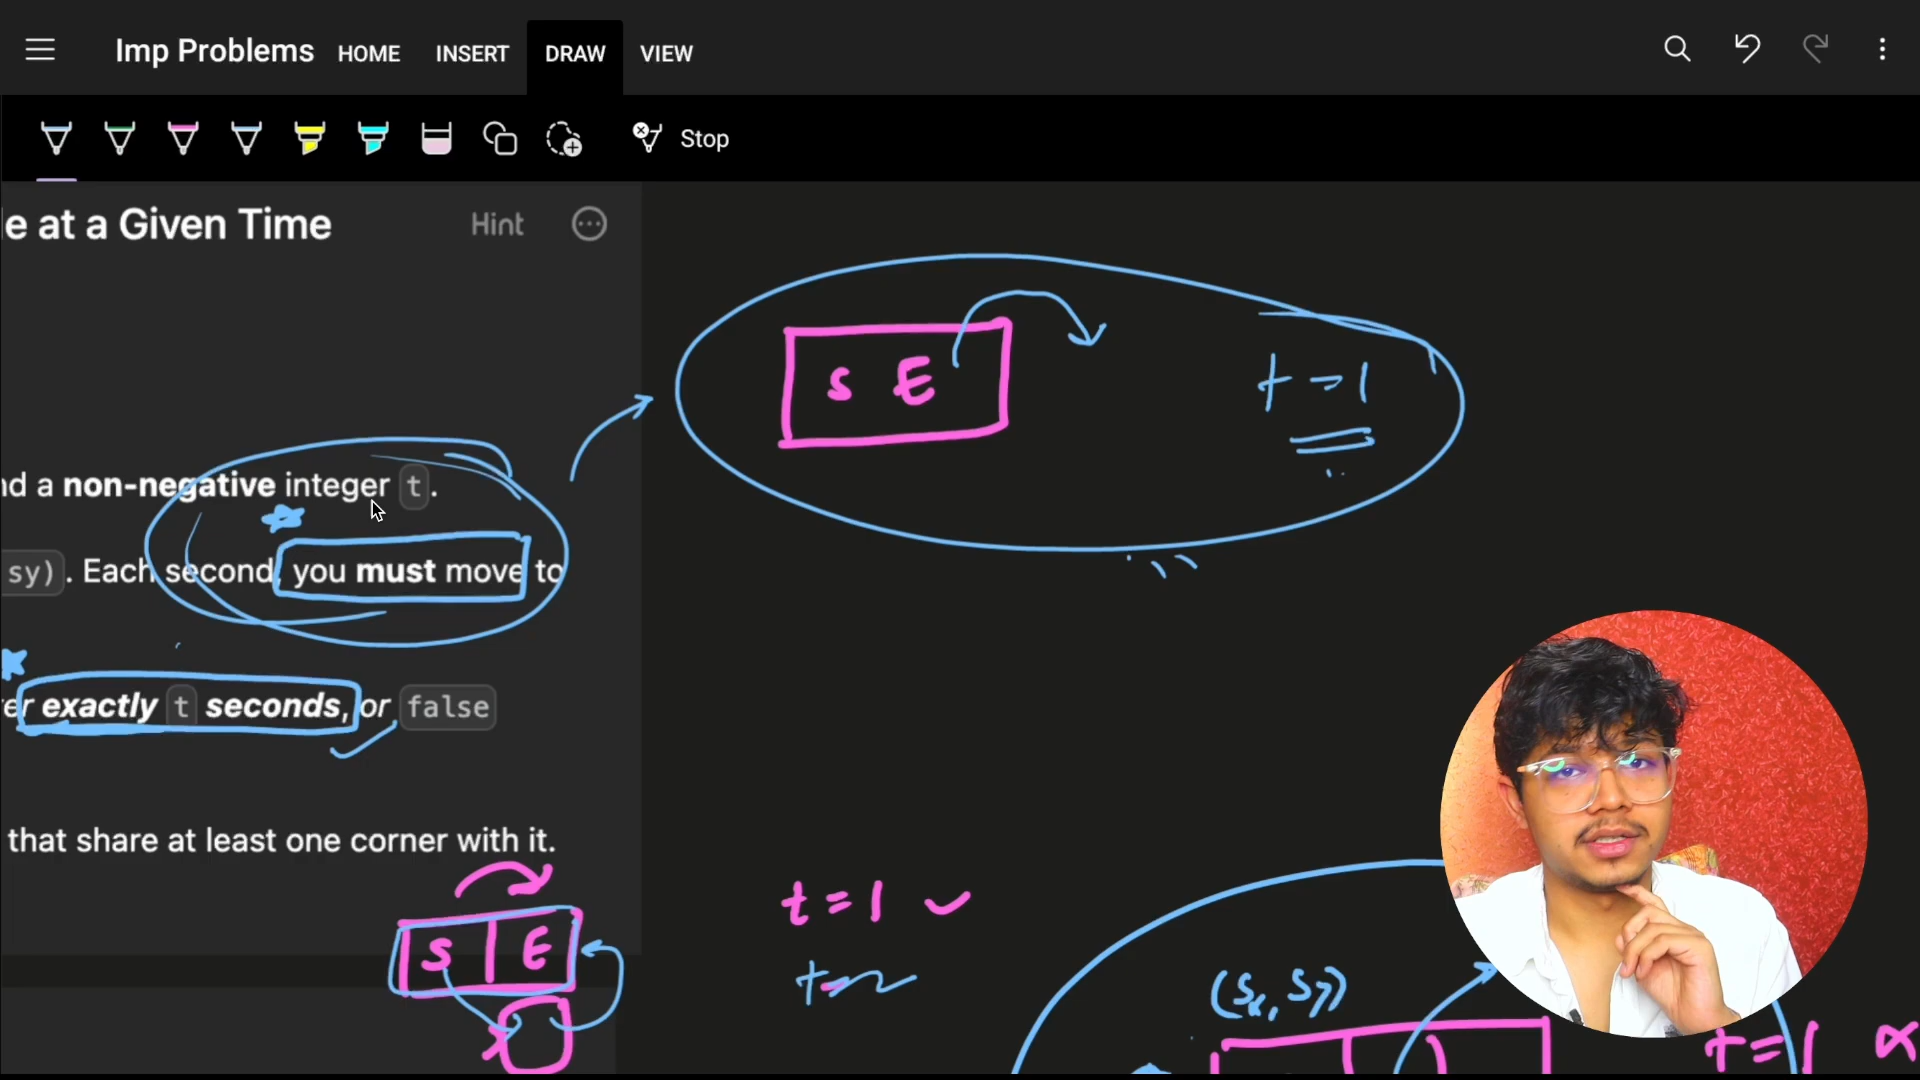 Imp Problems HOME INSERT DRAW VIEW
Stop
e at a Given Time Hint
S E
t = 1
nd a non-negative integer t.
sy). Each second, you must move to
er exactly t seconds, or false
that share at least one corner with it.
S E
t = 1
(Sx, Sy)
t = 1